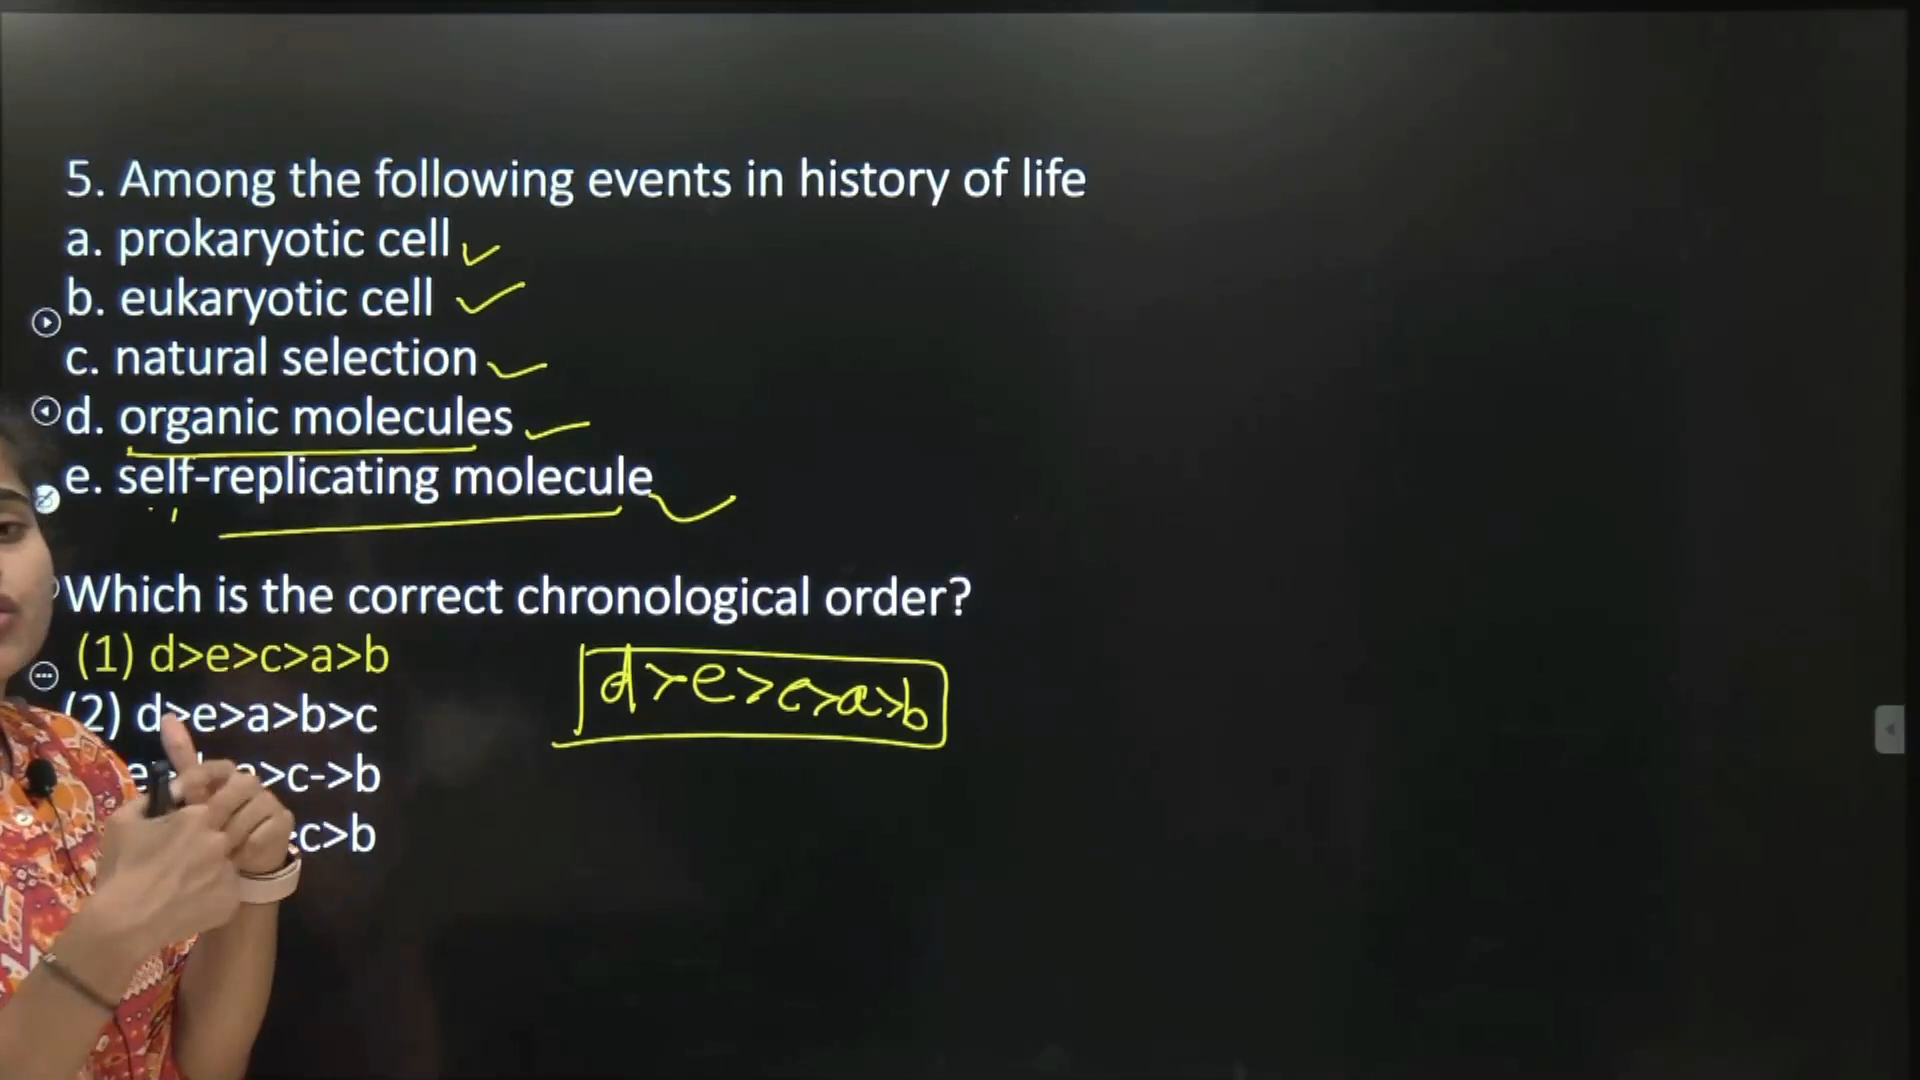 5. Among the following events in history of life
a. prokaryotic cell
b. eukaryotic cell
c. natural selection
d. organic molecules
e. self-replicating molecule
Which is the correct chronological order?
(1) d>e>c>a>b
d>e>c>a>b
(2) d>e>a>b>c
>c->b
c>b